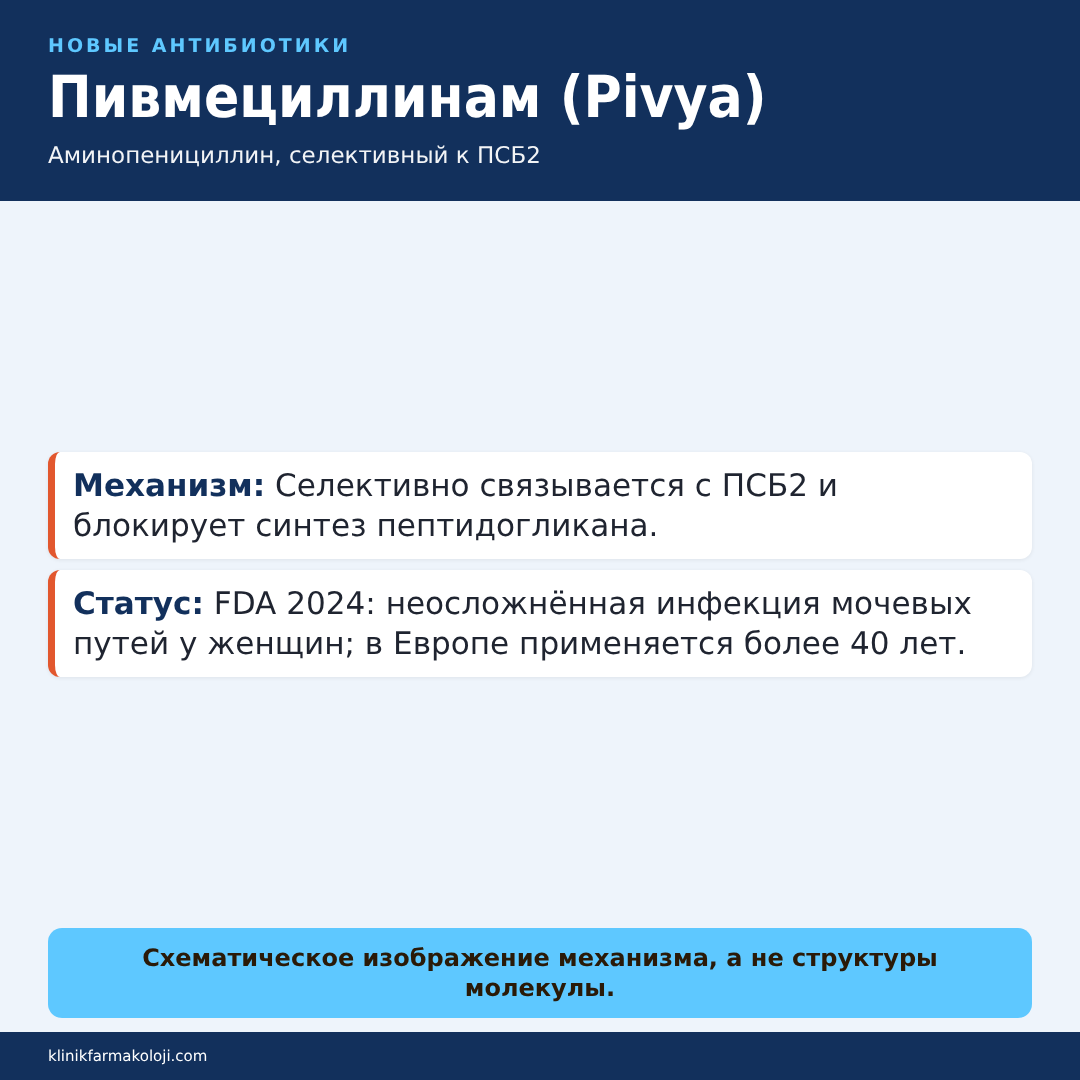 НОВЫЕ АНТИБИОТИКИ
Пивмециллинам (Pivya)
Аминопенициллин, селективный к ПСБ2
Механизм: Селективно связывается с ПСБ2 и
блокирует синтез пептидогликана.
Статус: FDA 2024: неосложнённая инфекция мочевых
путей у женщин; в Европе применяется более 40 лет.
Схематическое изображение механизма, а не структуры
молекулы.
klinikfarmakoloji.com